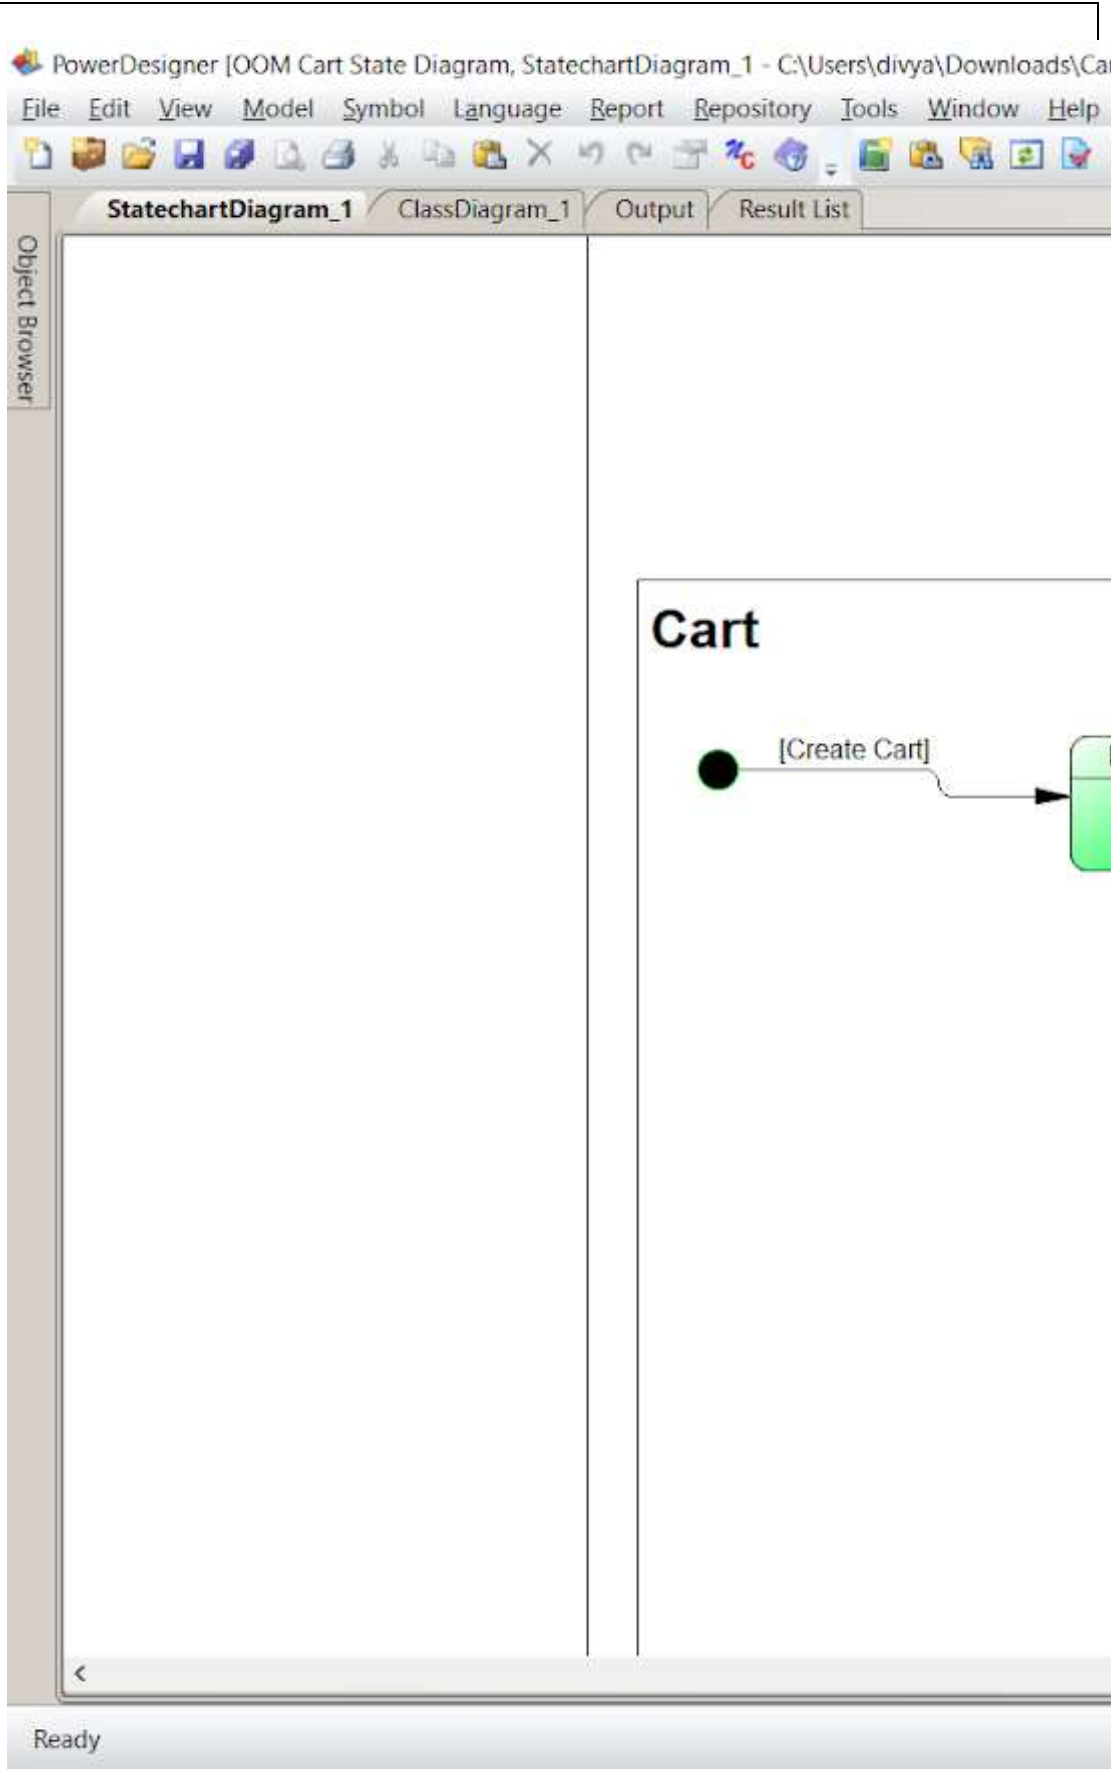 PowerDesigner [OOM Cart State Diagram, StatechartDiagram_1 - C:\Users\divya\Downloads\Car
File Edit View Model Symbol Language Report Repository Tools Window Help
StatechartDiagram_1 ClassDiagram_1 Output Result List
Object Browser
Cart
[Create Cart]
Ready